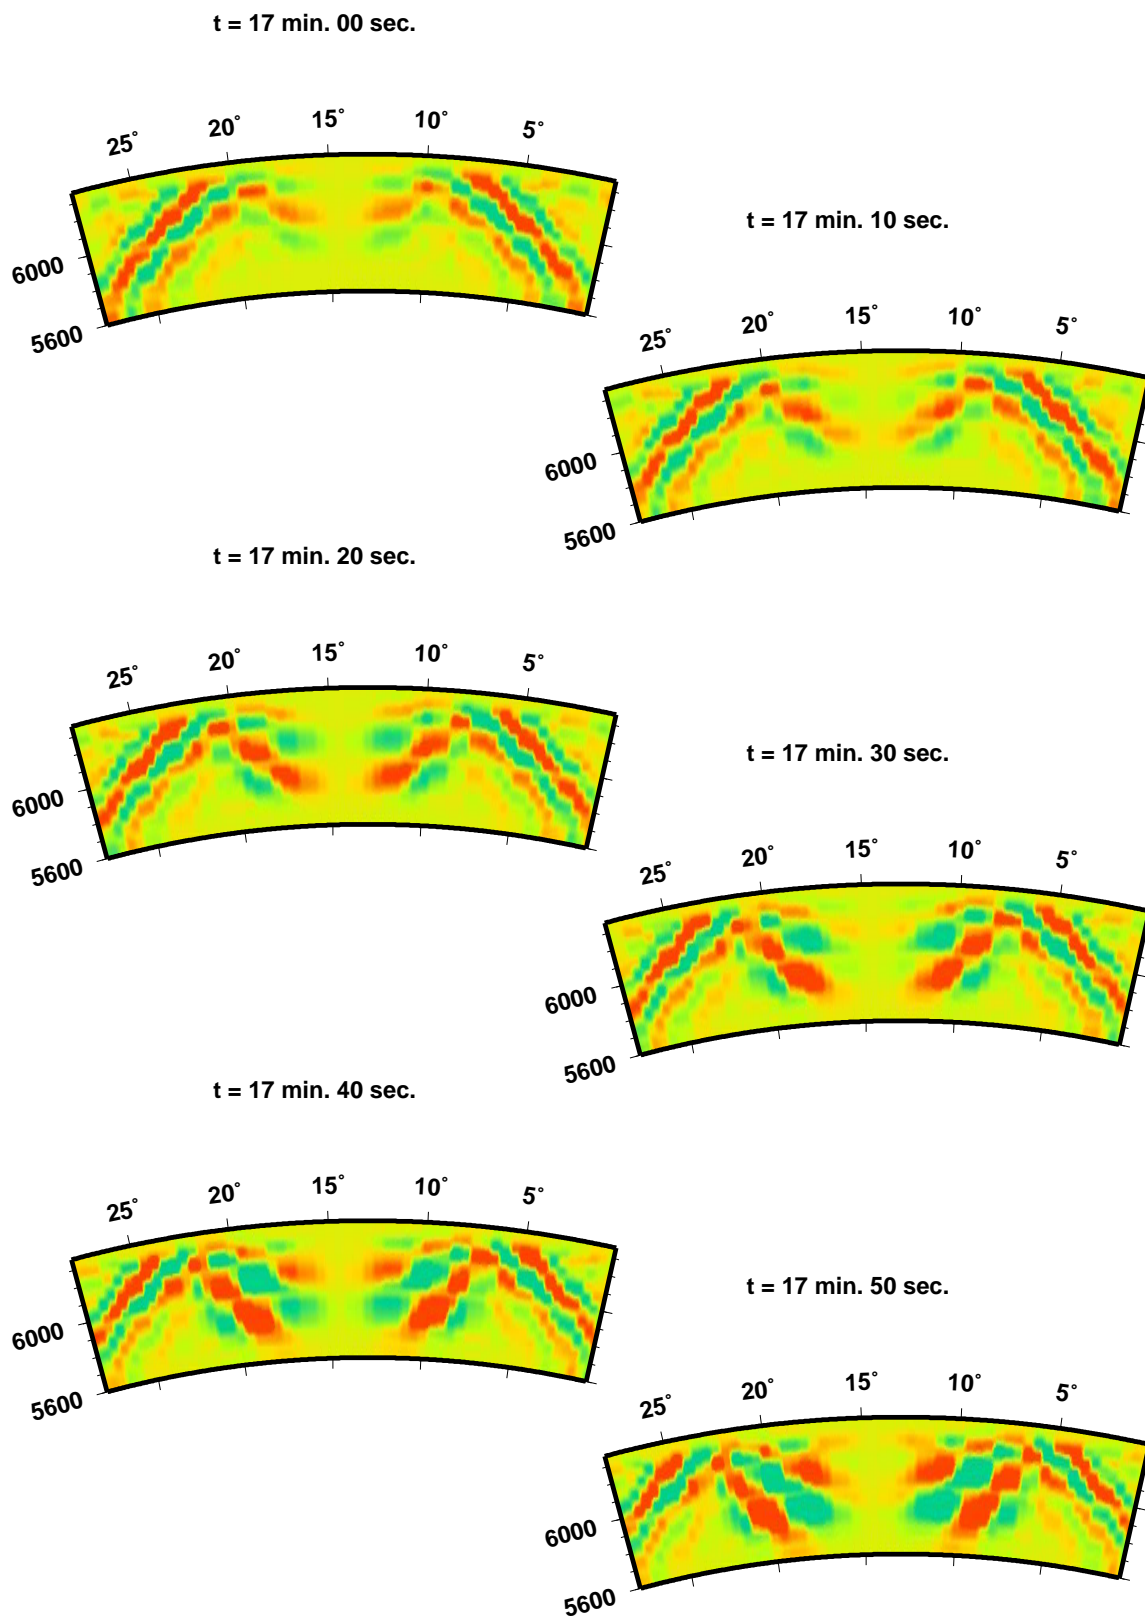 t = 17 min. 00 sec.
25° 20° 15° 10° 5°
6000
5600
t = 17 min. 10 sec.
25° 20° 15° 10° 5°
6000
5600
t = 17 min. 20 sec.
25° 20° 15° 10° 5°
6000
5600
t = 17 min. 30 sec.
25° 20° 15° 10° 5°
6000
5600
t = 17 min. 40 sec.
25° 20° 15° 10° 5°
6000
5600
t = 17 min. 50 sec.
25° 20° 15° 10° 5°
6000
5600